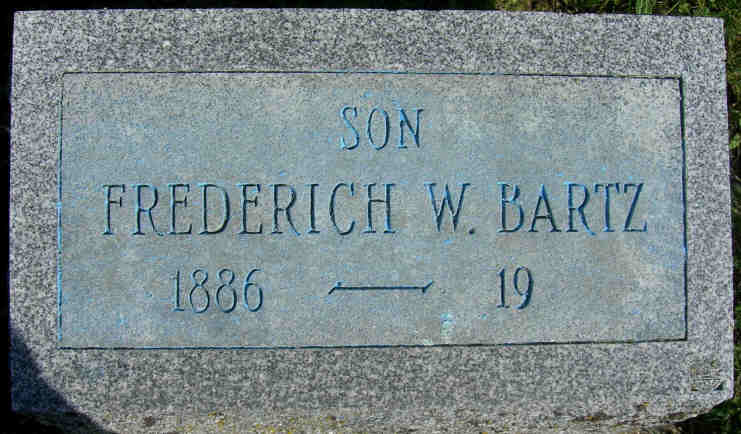 SON
FREDERICH W. BARTZ
1886 — 19